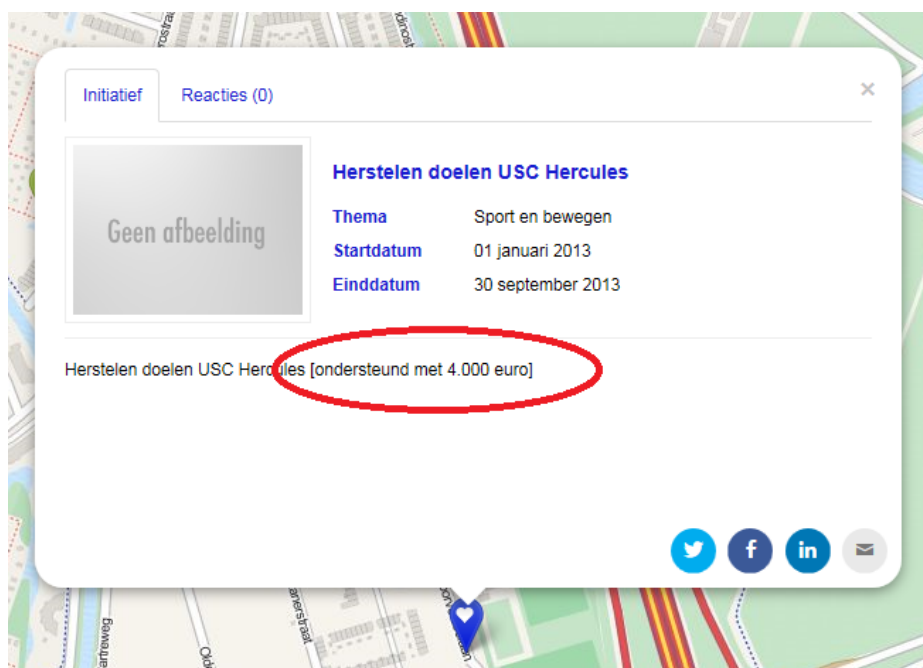 Initiatief
Reacties (0)
×
Geen afbeelding
Herstelen doelen USC Hercules
Thema Sport en bewegen
Startdatum 01 januari 2013
Einddatum 30 september 2013
Herstelen doelen USC Hercules [ondersteund met 4.000 euro]
f
in